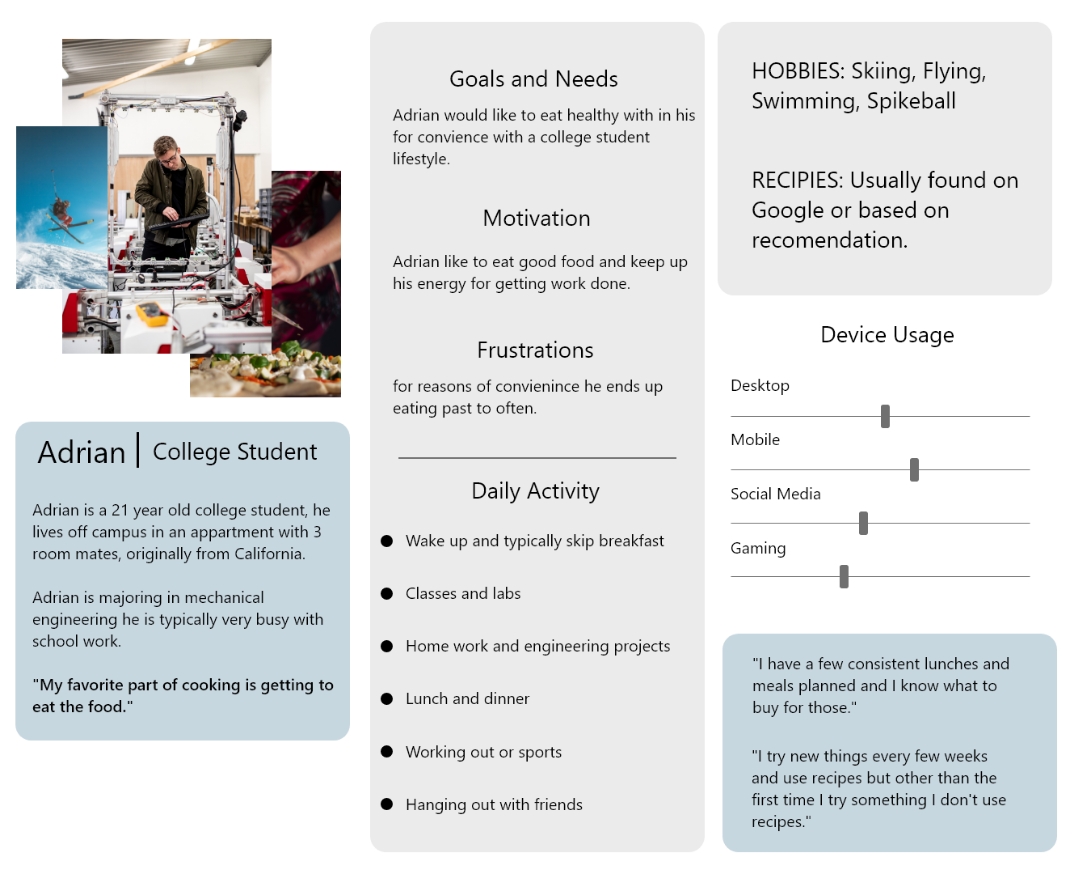 Adrian | College Student
Adrian is a 21 year old college student, he
lives off campus in an appartment with 3
room mates, originally from California.
Adrian is majoring in mechanical
engineering he is typically very busy with
school work.
"My favorite part of cooking is getting to
eat the food."
Goals and Needs
Adrian would like to eat healthy with in his
for convience with a college student
lifestyle.
Motivation
Adrian like to eat good food and keep up
his energy for getting work done.
Frustrations
for reasons of convienince he ends up
eating past to often.
Daily Activity
Wake up and typically skip breakfast
Classes and labs
Home work and engineering projects
Lunch and dinner
Working out or sports
Hanging out with friends
HOBBIES: Skiing, Flying,
Swimming, Spikeball
RECIPIES: Usually found on
Google or based on
recomendation.
Device Usage
Desktop
Mobile
Social Media
Gaming
"I have a few consistent lunches and
meals planned and I know what to
buy for those."
"I try new things every few weeks
and use recipes but other than the
first time I try something I don't use
recipes."